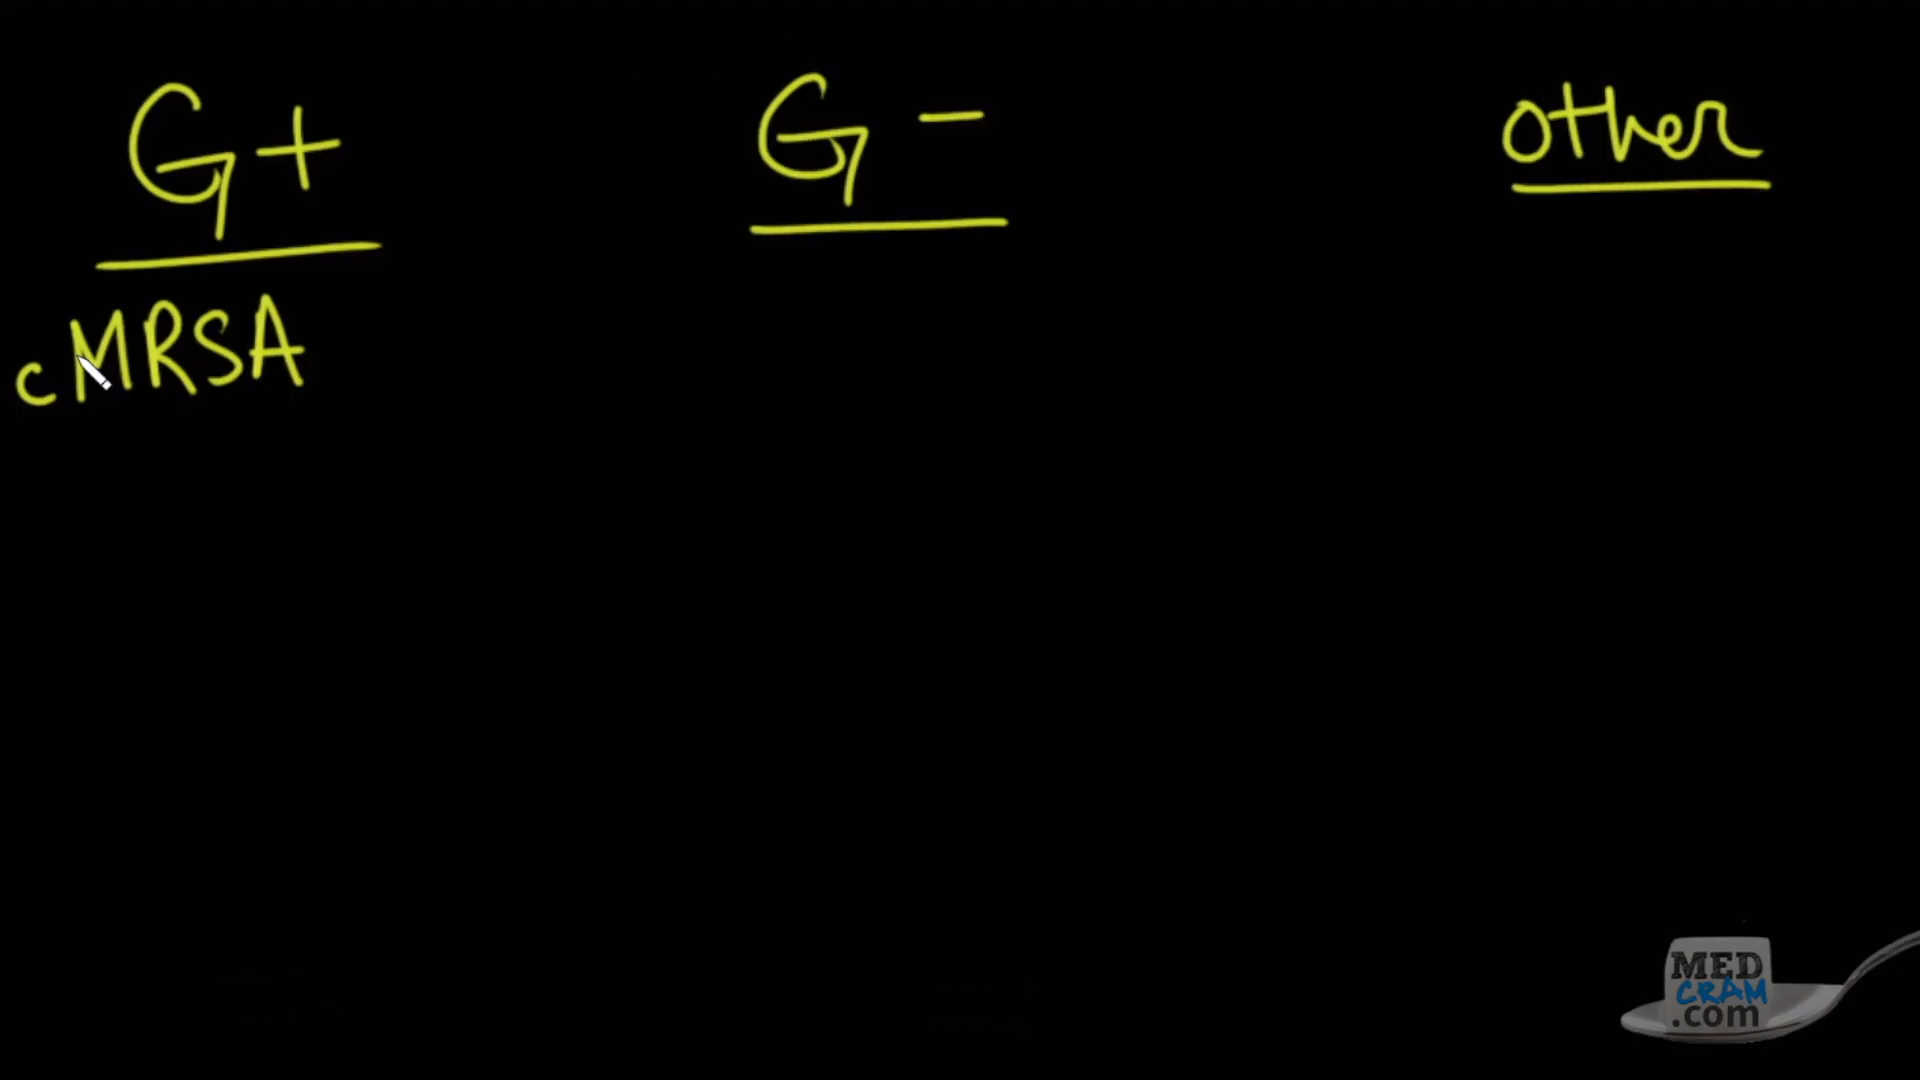 G+
G-
other
cMRSA
MED
CRAM
.com